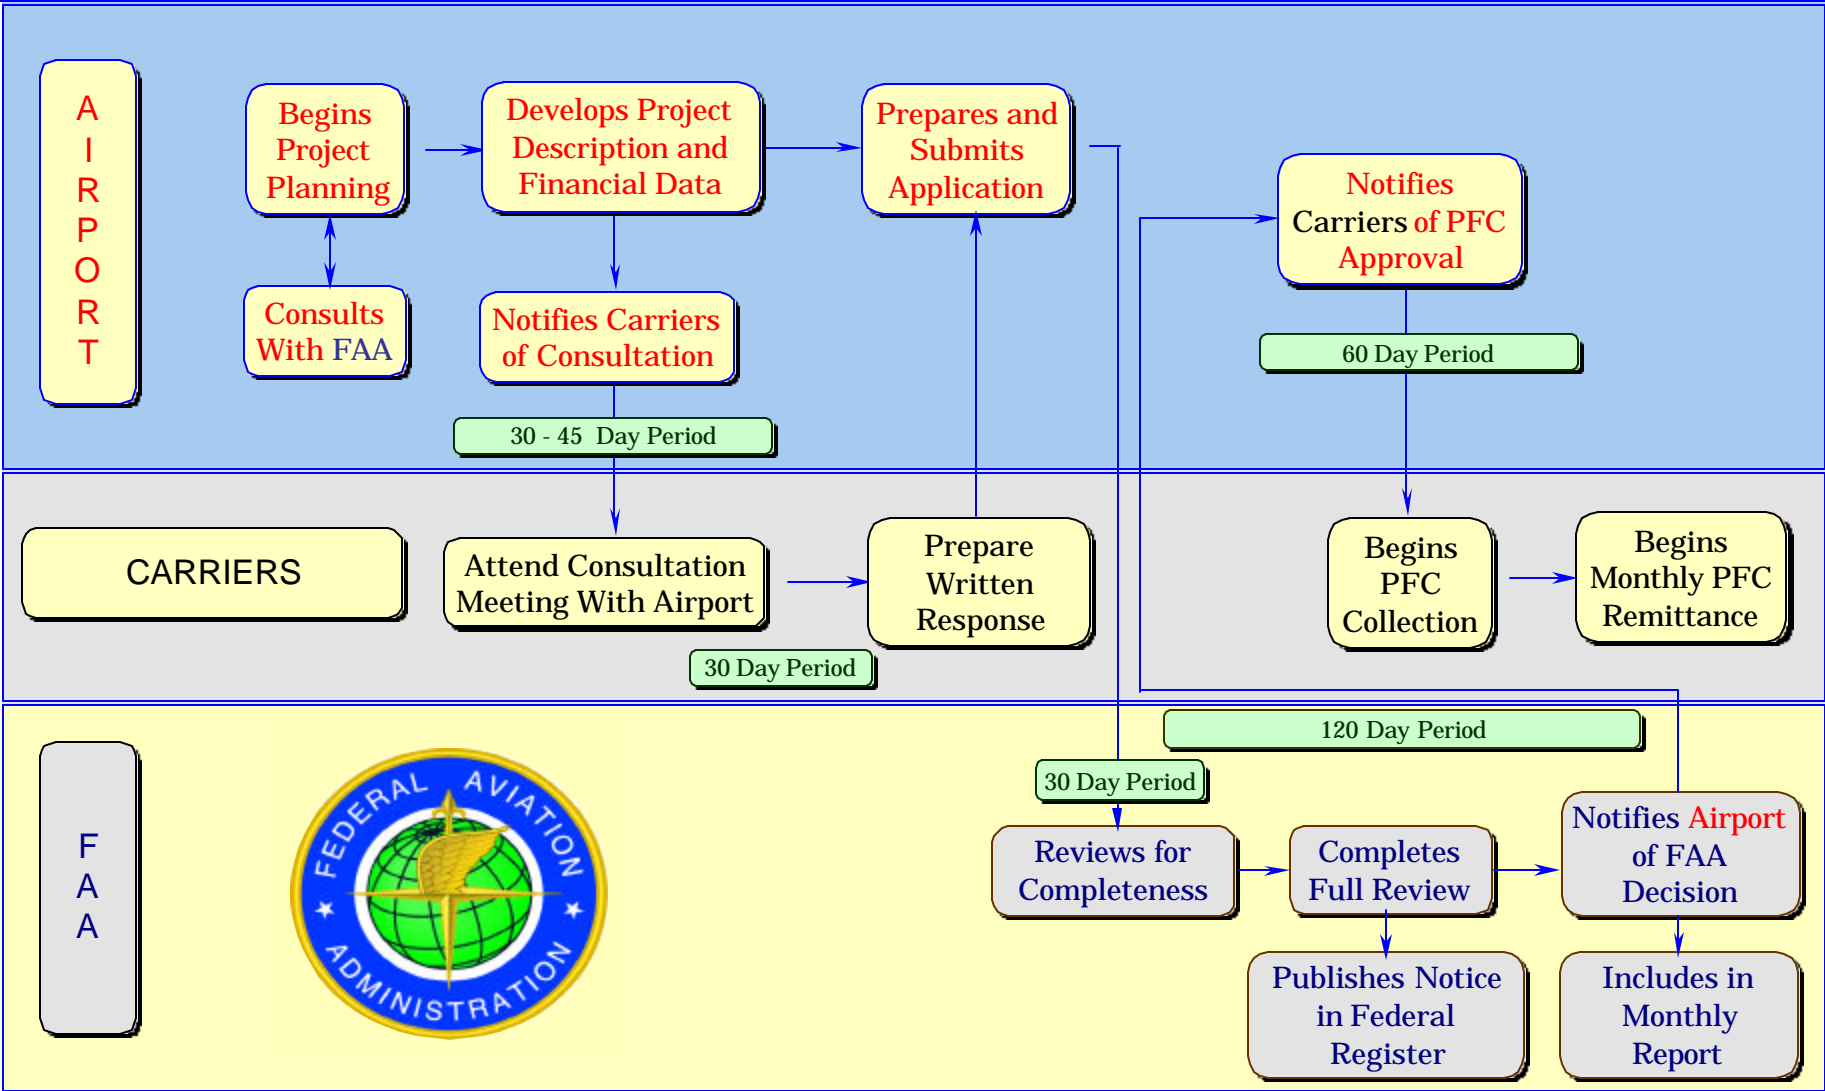 AIRPORT
Begins
Project
Planning
Develops Project
Description and
Financial Data
Prepares and
Submits
Application
Notifies
Carriers of PFC
Approval
Consults
With FAA
Notifies Carriers
of Consultation
60 Day Period
30 - 45 Day Period
CARRIERS
Attend Consultation
Meeting With Airport
Prepare
Written
Response
Begins
PFC
Collection
Begins
Monthly PFC
Remittance
30 Day Period
120 Day Period
30 Day Period
FAA
FEDERAL AVIATION
ADMINISTRATION
Reviews for
Completeness
Completes
Full Review
Notifies Airport
of FAA
Decision
Publishes Notice
in Federal
Register
Includes in
Monthly
Report